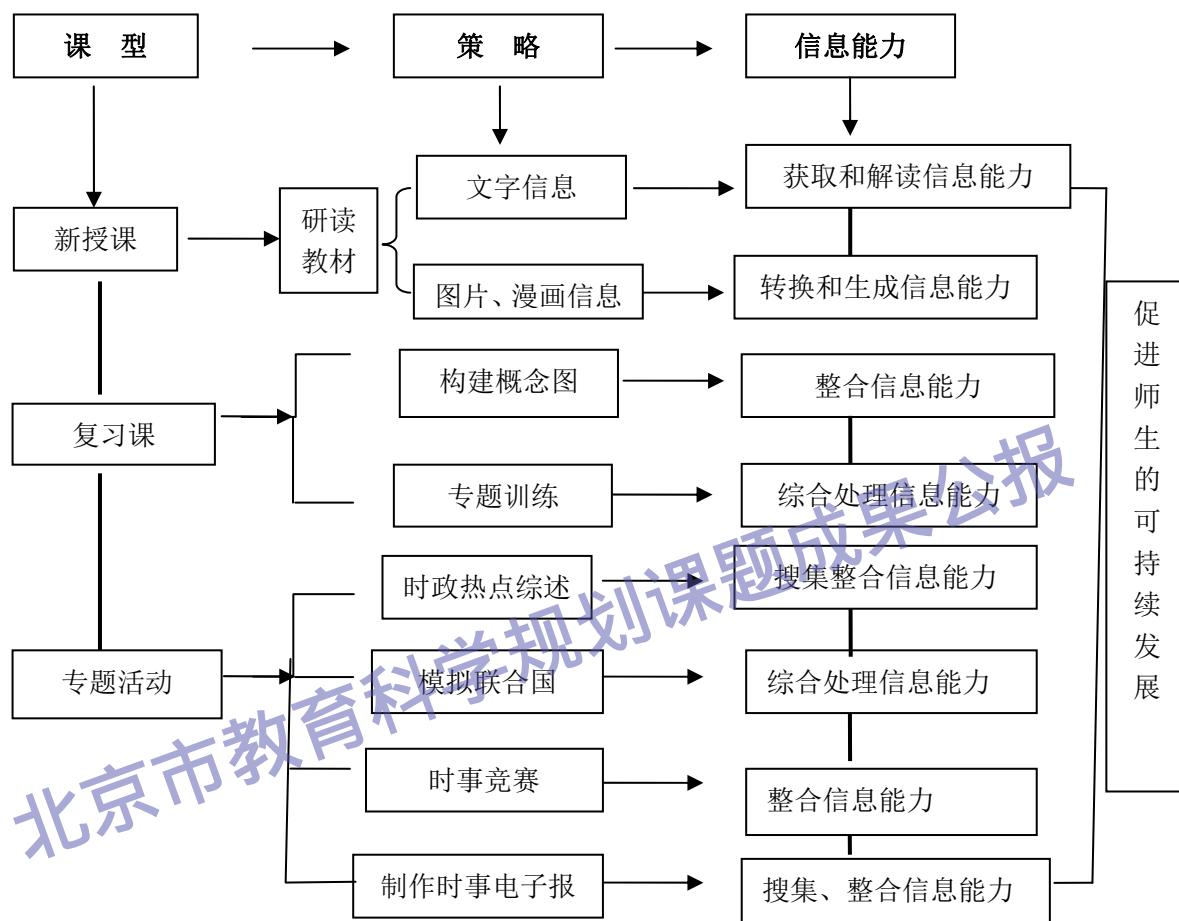 课 型
策 略
信息能力
文字信息
获取和解读信息能力
新授课
研读
教材
图片、漫画信息
转换和生成信息能力
构建概念图
整合信息能力
复习课
专题训练
综合处理信息能力
时政热点综述
搜集整合信息能力
专题活动
模拟联合国
综合处理信息能力
时事竞赛
整合信息能力
制作时事电子报
搜集、整合信息能力
促
进
师
生
的
可
持
续
发
展
北京市教育科学规划课题成果公报